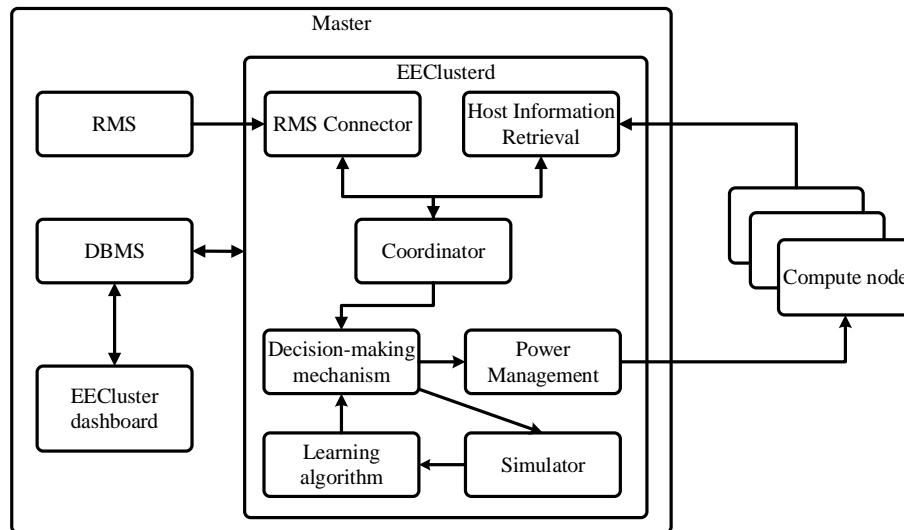 Master
EEClusterd
RMS
RMS Connector
Host Information
Retrieval
DBMS
Coordinator
Compute node
Decision-making
mechanism
Power
Management
EECluster
dashboard
Learning
algorithm
Simulator